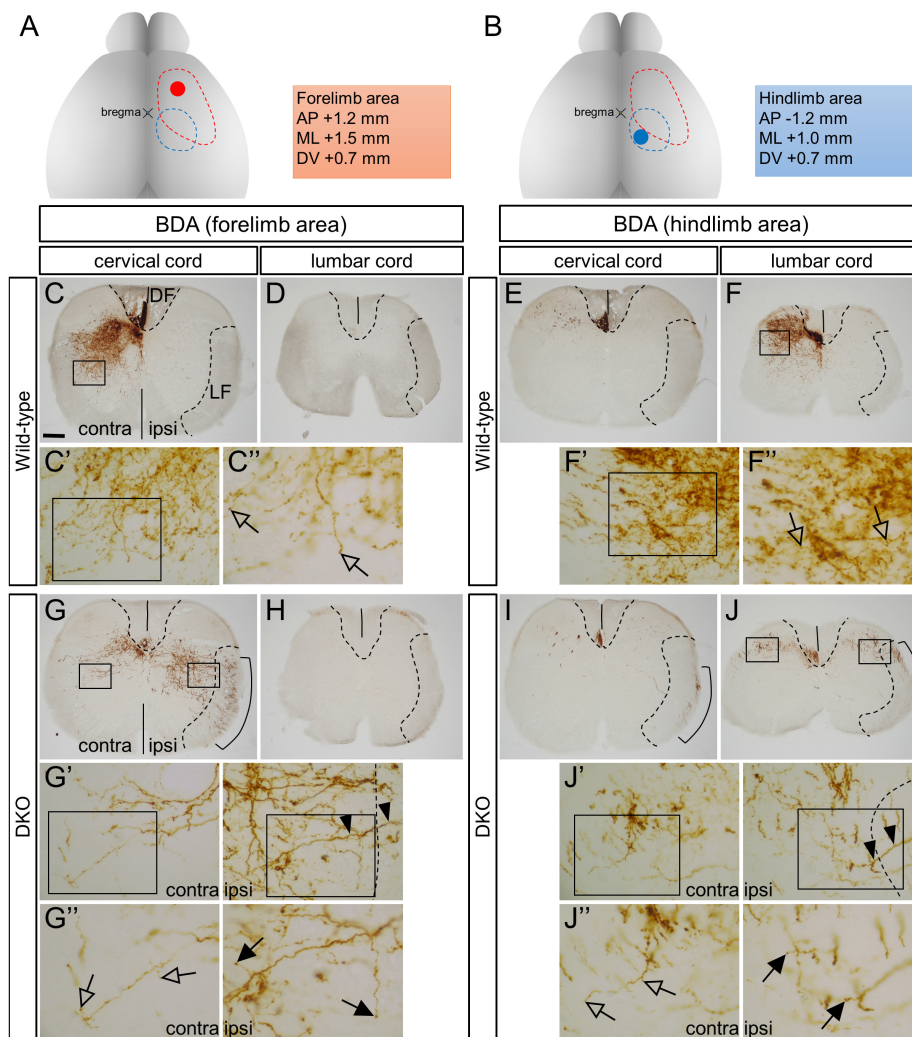 A
B
bregma
Forelimb area
AP +1.2 mm
ML +1.5 mm
DV +0.7 mm
bregma
Hindlimb area
AP -1.2 mm
ML +1.0 mm
DV +0.7 mm
BDA (forelimb area)
BDA (hindlimb area)
cervical cord
lumbar cord
cervical cord
lumbar cord
Wild-type
C
DF
LF
contra
ipsi
D
Wild-type
E
F
C'
C''
F'
F''
DKO
G
contra
ipsi
H
DKO
I
J
G'
contra
ipsi
J'
contra
ipsi
G''
contra
ipsi
J''
contra
ipsi